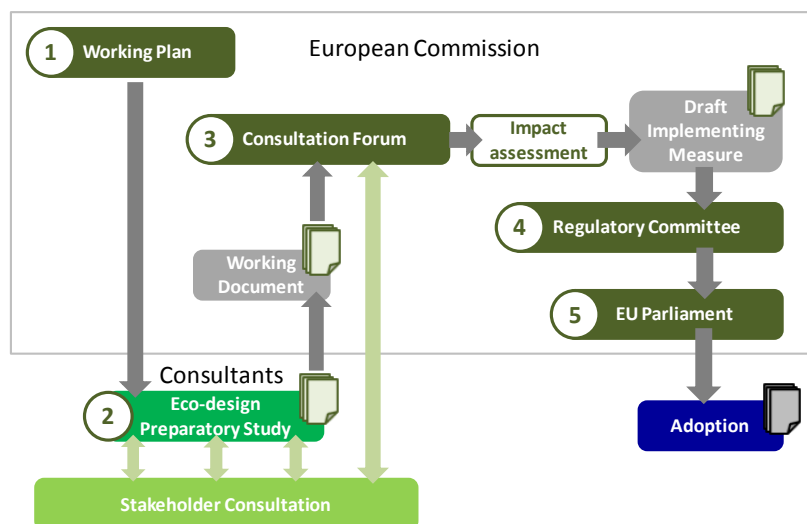 1
Working Plan
European Commission
3
Consultation Forum
Impact
assessment
Draft
Implementing
Measure
4
Regulatory Committee
Working
Document
5
EU Parliament
Consultants
2
Eco-design
Preparatory Study
Adoption
Stakeholder Consultation